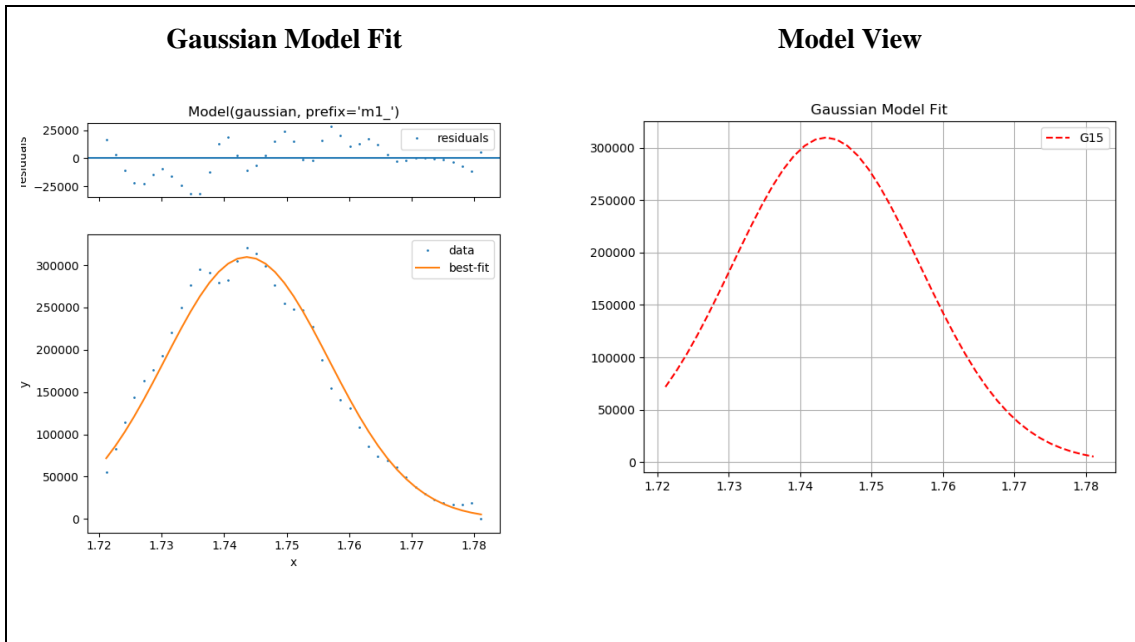 Gaussian Model Fit
Model(gaussian, prefix='m1_')
25000
0
−25000
residuals
residuals
300000
250000
200000
150000
100000
50000
0
y
data
best-fit
1.72 1.73 1.74 1.75 1.76 1.77 1.78
x
Model View
Gaussian Model Fit
300000
250000
200000
150000
100000
50000
0
G15
1.72 1.73 1.74 1.75 1.76 1.77 1.78